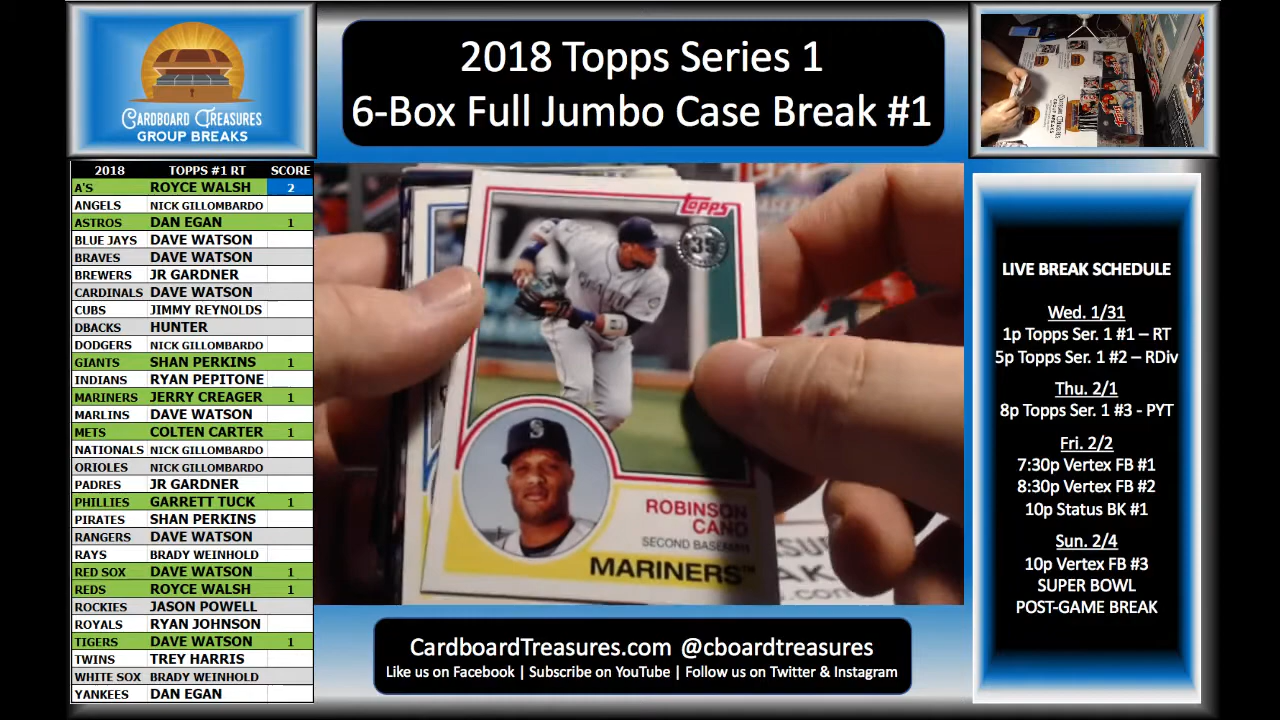 CARDBOARD TREASURES
GROUP BREAKS
2018 Topps Series 1
6-Box Full Jumbo Case Break #1
2018 TOPPS #1 RT SCORE
A'S ROYCE WALSH 2
ANGELS NICK GILLOMBARDO
ASTROS DAN EGAN 1
BLUE JAYS DAVE WATSON
BRAVES DAVE WATSON
BREWERS JR GARDNER
CARDINALS DAVE WATSON
CUBS JIMMY REYNOLDS
DBACKS HUNTER
DODGERS NICK GILLOMBARDO
GIANTS SHAN PERKINS 1
INDIANS RYAN PEPITONE
MARINERS JERRY CREAGER 1
MARLINS DAVE WATSON
METS COLTEN CARTER 1
NATIONALS NICK GILLOMBARDO
ORIOLES NICK GILLOMBARDO
PADRES JR GARDNER
PHILLIES GARRETT TUCK 1
PIRATES SHAN PERKINS
RANGERS DAVE WATSON
RAYS BRADY WEINHOLD
RED SOX DAVE WATSON 1
REDS ROYCE WALSH 1
ROCKIES JASON POWELL
ROYALS RYAN JOHNSON
TIGERS DAVE WATSON 1
TWINS TREY HARRIS
WHITE SOX BRADY WEINHOLD
YANKEES DAN EGAN
Topps
35
S
ROBINSON
CANO
SECOND BASEMAN
MARINERS™
LIVE BREAK SCHEDULE
Wed. 1/31
1p Topps Ser. 1 #1 – RT
5p Topps Ser. 1 #2 – RDiv
Thu. 2/1
8p Topps Ser. 1 #3 - PYT
Fri. 2/2
7:30p Vertex FB #1
8:30p Vertex FB #2
10p Status BK #1
Sun. 2/4
10p Vertex FB #3
SUPER BOWL
POST-GAME BREAK
CardboardTreasures.com @cboardtreasures
Like us on Facebook | Subscribe on YouTube | Follow us on Twitter & Instagram